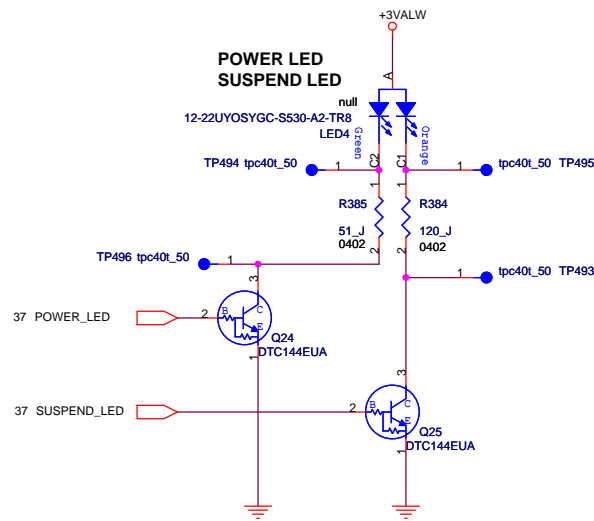 +3VALW
POWER LED
SUSPEND LED
A
null
12-22UYOSYGC-S530-A2-TR8
LED4
Green
Orange
C2
C1
TP494 tpc40t_50
1
1
tpc40t_50 TP495
1
1
R385
R384
51_J
120_J
0402
0402
2
2
TP496 tpc40t_50
1
1
tpc40t_50 TP493
3
37 POWER_LED
2
B
C
E
Q24
DTC144EUA
1
3
37 SUSPEND_LED
2
B
C
E
Q25
DTC144EUA
1